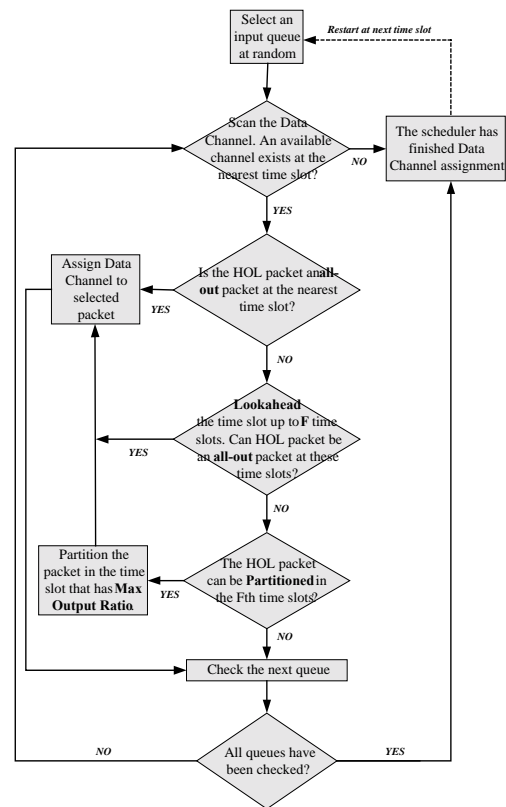 Select an
input queue
at random
Restart at next time slot
Scan the Data
Channel. An available
channel exists at the
nearest time slot?
NO
The scheduler has
finished Data
Channel assignment
YES
Is the HOL packet an all-
out packet at the nearest
time slot?
YES
Assign Data
Channel to
selected
packet
NO
Lookahead
the time slot up to F time
slots. Can HOL packet be
an all-out packet at these
time slots?
YES
NO
The HOL packet
can be Partitioned in
the Fth time slots?
YES
Partition the
packet in the time
slot that has Max
Output Ratio.
NO
Check the next queue
All queues have
been checked?
NO
YES